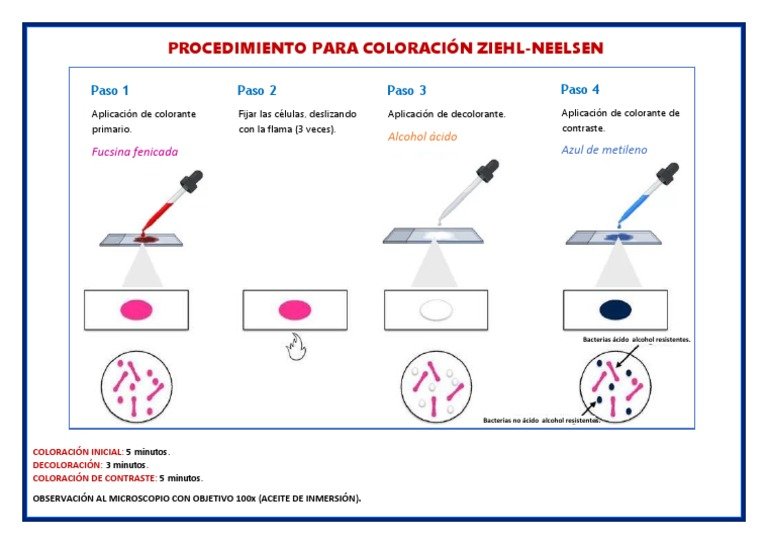 PROCEDIMIENTO PARA COLORACIÓN ZIEHL-NEELSEN
Paso 1
Aplicación de colorante
primario.
Fucsina fenicada
Paso 2
Fijar las células, deslizando
con la flama (3 veces).
Paso 3
Aplicación de decolorante.
Alcohol ácido
Paso 4
Aplicación de colorante de
contraste.
Azul de metileno
Bacterias ácido alcohol resistentes.
Bacterias no ácido alcohol resistentes.
COLORACIÓN INICIAL: 5 minutos.
DECOLORACIÓN: 3 minutos.
COLORACIÓN DE CONTRASTE: 5 minutos.
OBSERVACIÓN AL MICROSCOPIO CON OBJETIVO 100x (ACEITE DE INMERSIÓN).